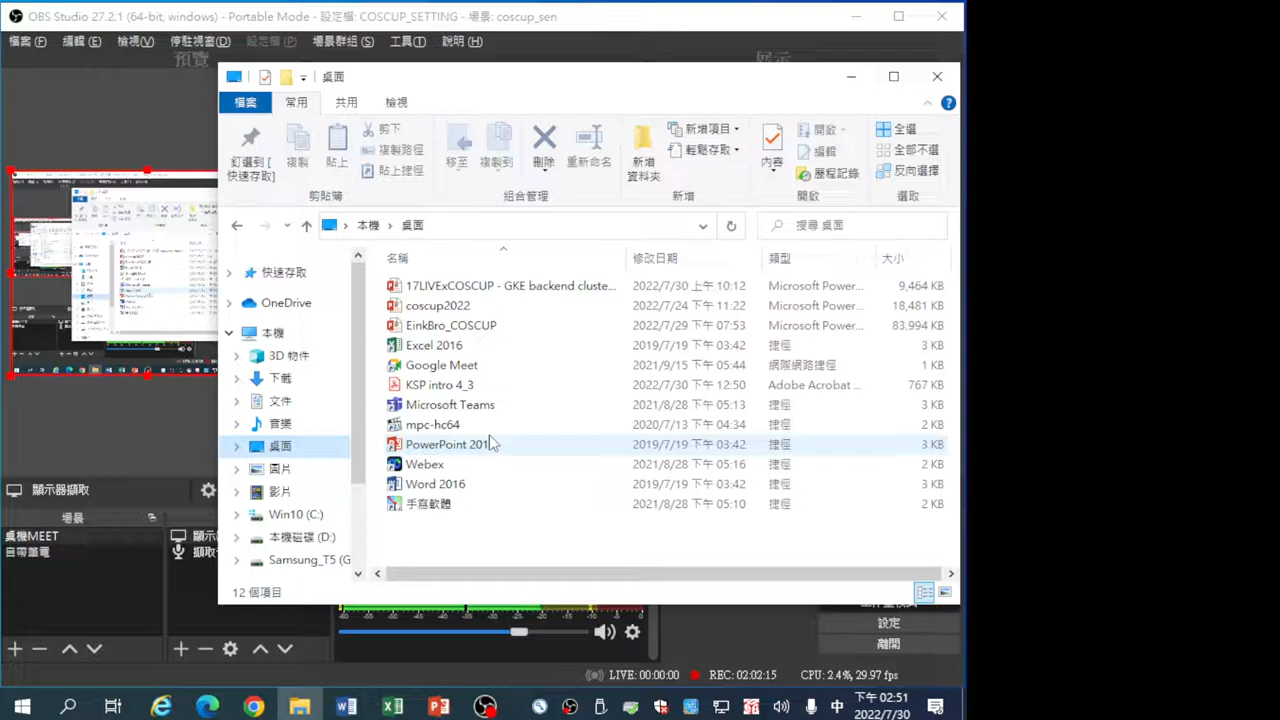 OBS Studio 27.2.1 (64-bit, windows) - Portable Mode - 設定檔: COSCUP_SETTING - 場景: coscup_sen
檔案 (F) 編輯 (E) 檢視(V) 停駐視窗(D) 設定檔 (P) 場景群組 (S) 工具(T) 說明 (H)
預覽
桌面
檔案 常用 共用 檢視
釘選到 [
快速存取]
複製
貼上
剪下
複製路徑
貼上捷徑
剪貼簿
移至
複製到
刪除
重新命名
組合管理
新增
資料夾
新增項目
輕鬆存取
新增
內容
開啟
編輯
歷程記錄
開啟
全選
全部不選
反向選擇
選取
本機 桌面
搜尋 桌面
名稱 修改日期 類型 大小
快速存取
OneDrive
本機
3D 物件
下載
文件
音樂
桌面
圖片
影片
Win10 (C:)
本機磁碟 (D:)
Samsung_T5 (G
17LIVExCOSCUP - GKE backend cluste... 2022/7/30 上午 10:12 Microsoft Power... 9,464 KB
coscup2022 2022/7/24 下午 11:22 Microsoft Power... 18,481 KB
EinkBro_COSCUP 2022/7/29 下午 07:53 Microsoft Power... 83,994 KB
Excel 2016 2019/7/19 下午 03:42 捷徑 3 KB
Google Meet 2021/9/15 下午 05:44 網際網路捷徑 1 KB
KSP intro 4_3 2022/7/30 下午 12:50 Adobe Acrobat ... 767 KB
Microsoft Teams 2021/8/28 下午 05:13 捷徑 3 KB
mpc-hc64 2020/7/13 下午 04:34 捷徑 2 KB
PowerPoint 201 2019/7/19 下午 03:42 捷徑 3 KB
Webex 2021/8/28 下午 05:16 捷徑 2 KB
Word 2016 2019/7/19 下午 03:42 捷徑 3 KB
手寫軟體 2021/8/28 下午 05:10 捷徑 2 KB
12 個項目
顯示器擷取
場景
桌機MEET
自帶筆電
顯示
擷取
-60 -55 -50 -45 -40 -35 -30 -25 -20 -15 -10 -5 0
設定
離開
LIVE: 00:00:00 REC: 02:02:15 CPU: 2.4%, 29.97 fps
中
下午 02:51
2022/7/30